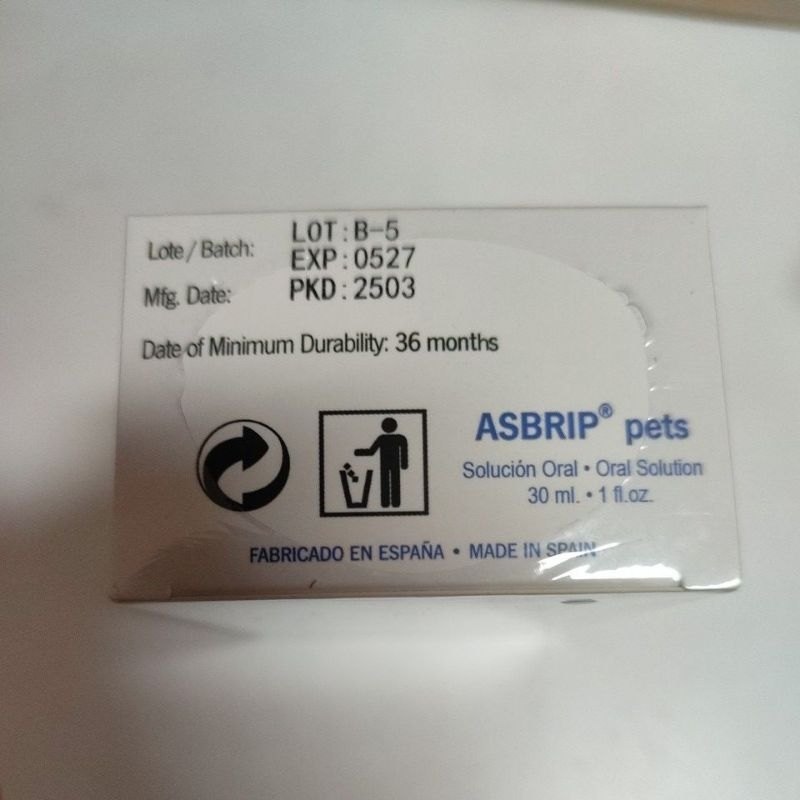 Lote / Batch: LOT : B-5
EXP : 0527
Mfg. Date: PKD : 2503
Date of Minimum Durability: 36 months
ASBRIP® pets
Solución Oral • Oral Solution
30 ml. • 1 fl.oz.
FABRICADO EN ESPAÑA • MADE IN SPAIN